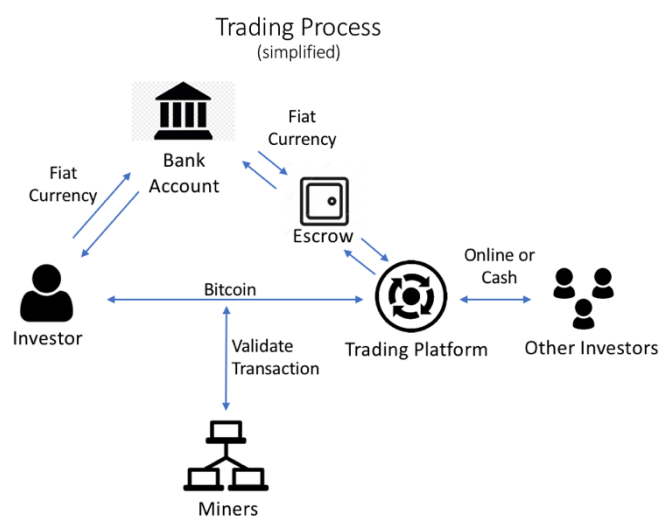 Trading Process
(simplified)
Fiat
Currency
Bank
Account
Fiat
Currency
Escrow
Online or
Cash
Bitcoin
Investor
Trading Platform
Other Investors
Validate
Transaction
Miners